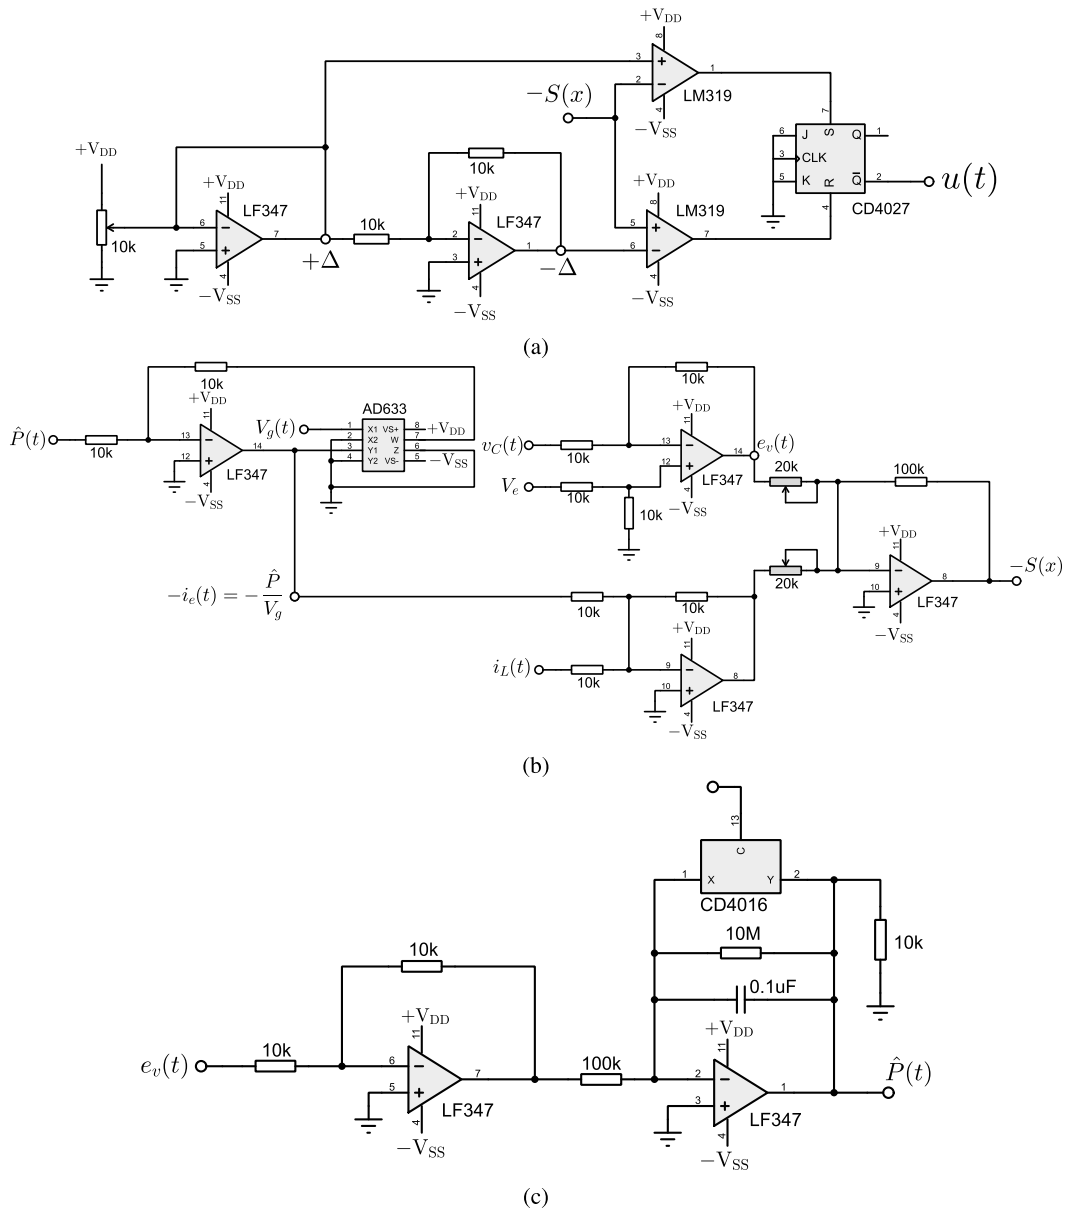 +V_DD
10k
6
5
+V_DD
11
LF347
7
4
−V_SS
+Δ
10k
10k
+V_DD
11
LF347
2
3
1
4
−V_SS
−Δ
−S(x)
+V_DD
8
3
2
1
LM319
4
−V_SS
+V_DD
8
LM319
5
6
7
4
−V_SS
7
6 J S Q 1
3 CLK
5 K R Q̅ 2
4
CD4027
u(t)
(a)
P̂(t)
10k
10k
+V_DD
11
13
12
14
LF347
4
−V_SS
V_g(t)
AD633
1 X1 VS+ 8 +V_DD
2 X2 W 7
3 Y1 Z 6
4 Y2 VS- 5 −V_SS
−i_e(t) = − P̂ / V_g
v_C(t)
10k
10k
+V_DD
11
13
12
14
e_v(t)
LF347
4
−V_SS
V_e
10k
10k
20k
100k
20k
+V_DD
11
9
10
8
−S(x)
LF347
4
−V_SS
10k
10k
i_L(t)
10k
+V_DD
11
9
10
8
LF347
4
−V_SS
(b)
13
C
1 X Y 2
CD4016
10M
10k
0.1uF
10k
+V_DD
11
e_v(t)
10k
6
5
7
LF347
4
−V_SS
100k
+V_DD
11
2
3
1
P̂(t)
LF347
4
−V_SS
(c)